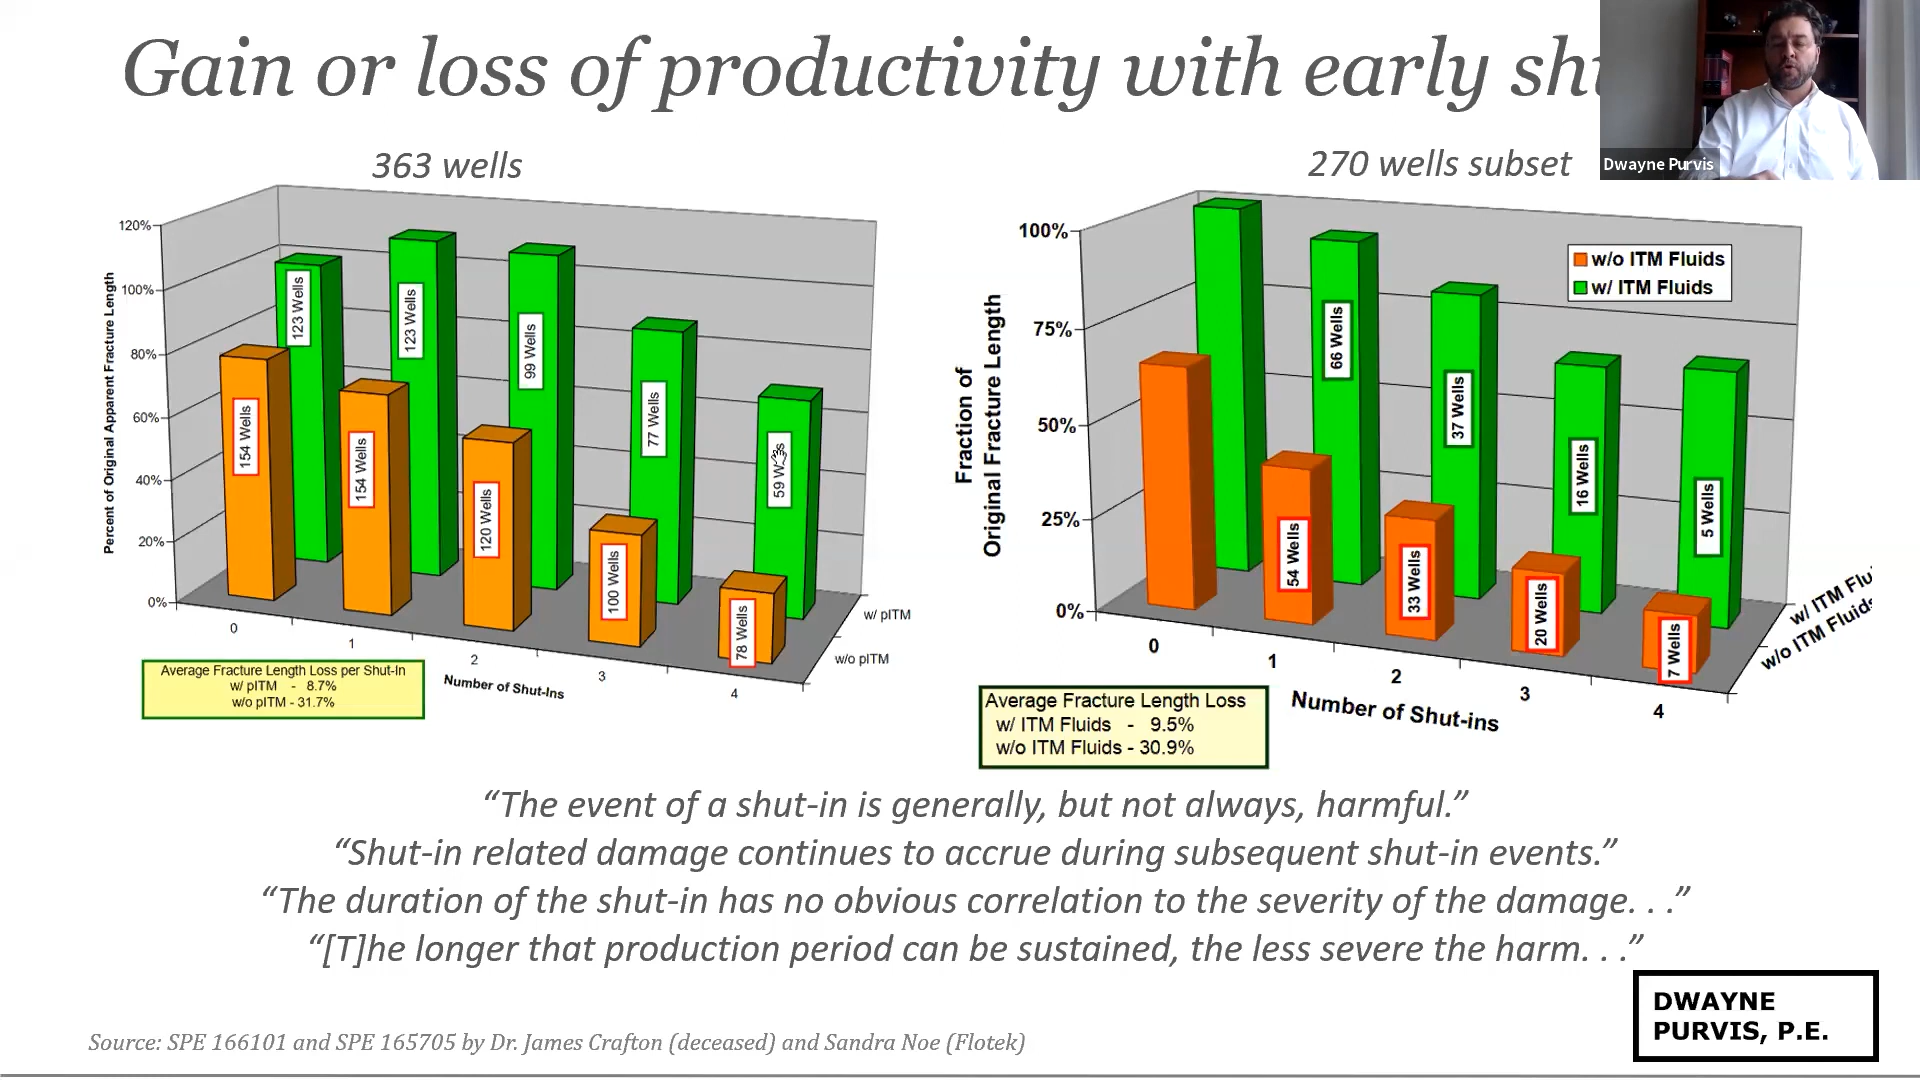 Gain or loss of productivity with early
Dwayne Purvis
363 wells
270 wells subset
Percent of Original Apparent Fracture Length
120%
100%
80%
60%
40%
20%
0%
123 Wells
123 Wells
99 Wells
77 Wells
59
154 Wells
154 Wells
120 Wells
100 Wells
78 Wells
0
1
2
3
4
w/ pITM
w/o pITM
Number of Shut-Ins
Average Fracture Length Loss per Shut-In
w/ pITM - 8.7%
w/o pITM - 31.7%
Fraction of
Original Fracture Length
100%
75%
50%
25%
0%
w/o ITM Fluids
w/ ITM Fluids
66 Wells
37 Wells
16 Wells
5 Wells
54 Wells
33 Wells
20 Wells
7 Wells
0
1
2
3
4
w/ ITM
w/o ITM Fluids
Number of Shut-ins
Average Fracture Length Loss
w/ ITM Fluids - 9.5%
w/o ITM Fluids - 30.9%
“The event of a shut-in is generally, but not always, harmful.”
“Shut-in related damage continues to accrue during subsequent shut-in events.”
“The duration of the shut-in has no obvious correlation to the severity of the damage. . .”
“[T]he longer that production period can be sustained, the less severe the harm. . .”
DWAYNE
PURVIS, P.E.
Source: SPE 166101 and SPE 165705 by Dr. James Crafton (deceased) and Sandra Noe (Flotek)